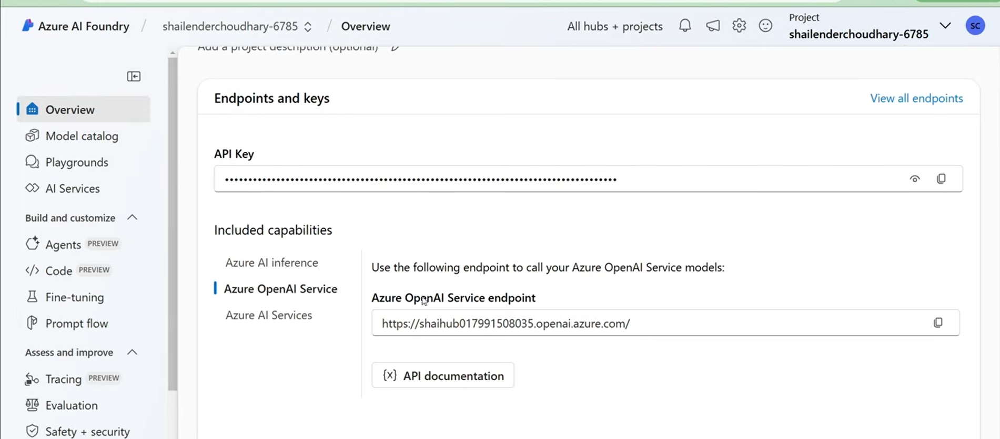 Azure AI Foundry / shailenderchoudhary-6785 / Overview
All hubs + projects
Project
shailenderchoudhary-6785
SC
Add a project description (optional)
Overview
Model catalog
Playgrounds
AI Services
Build and customize
Agents PREVIEW
Code PREVIEW
Fine-tuning
Prompt flow
Assess and improve
Tracing PREVIEW
Evaluation
Safety + security
Endpoints and keys
View all endpoints
API Key
Included capabilities
Azure AI inference
Azure OpenAI Service
Azure AI Services
Use the following endpoint to call your Azure OpenAI Service models:
Azure OpenAI Service endpoint
https://shaihub017991508035.openai.azure.com/
{x} API documentation